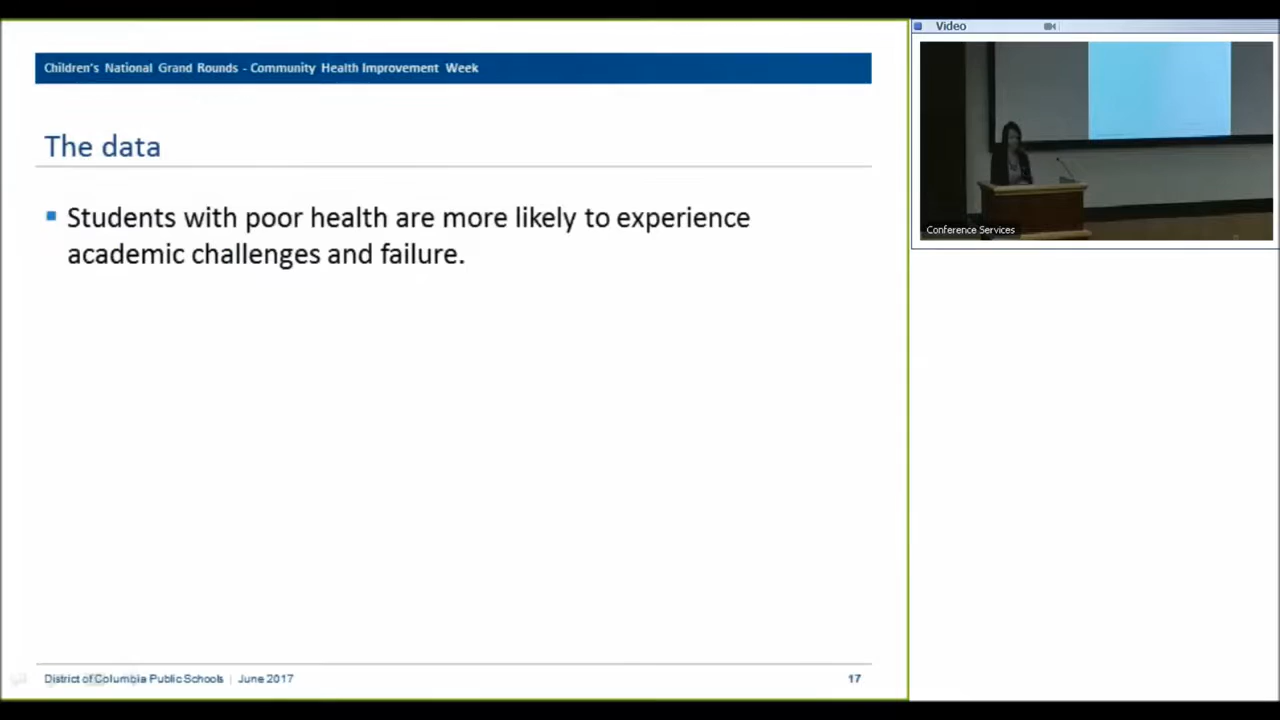 Children's National Grand Rounds - Community Health Improvement Week
The data
Students with poor health are more likely to experience
academic challenges and failure.
District of Columbia Public Schools | June 2017
17
Video
Conference Services